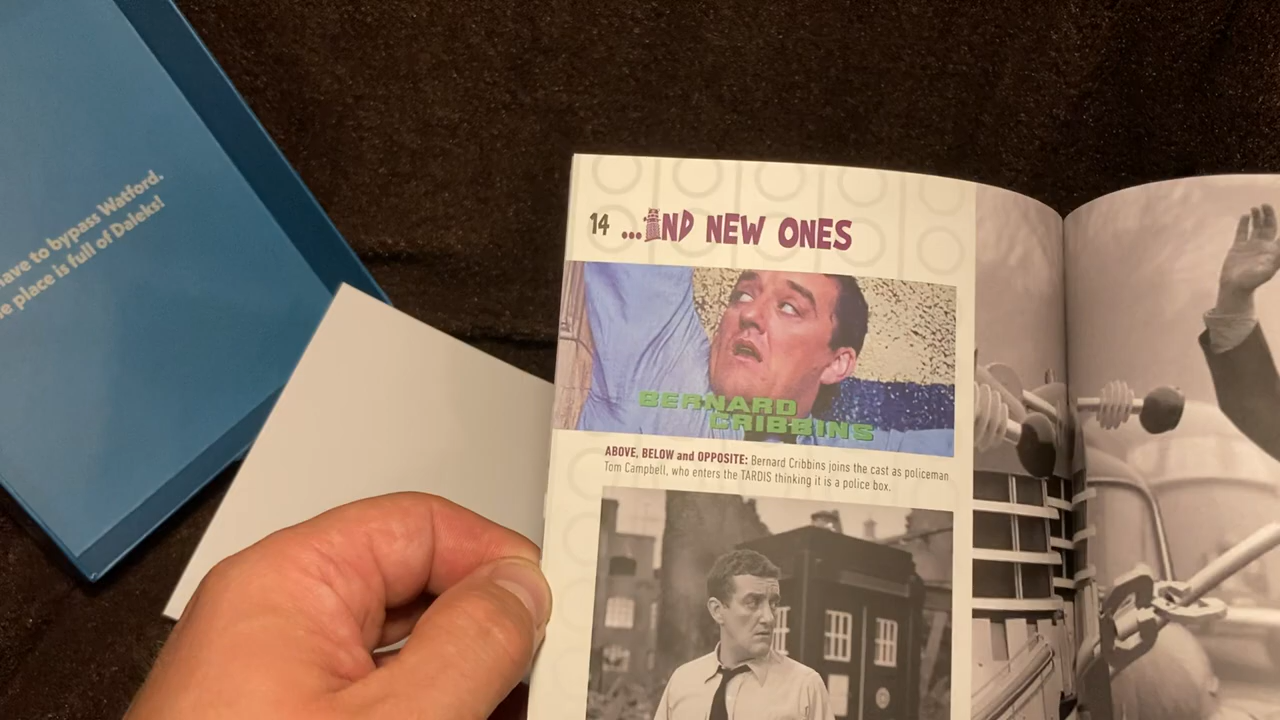 have to bypass Watford.
place is full of Daleks!
14 ...AND NEW ONES
BERNARD
CRIBBINS
ABOVE, BELOW and OPPOSITE: Bernard Cribbins joins the cast as policeman
Tom Campbell, who enters the TARDIS thinking it is a police box.